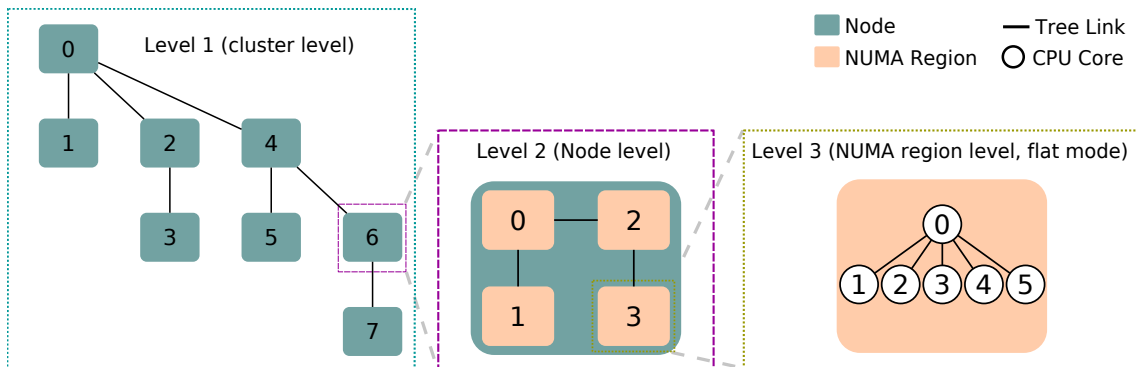 Level 1 (cluster level)
0
1
2
4
3
5
6
7
Level 2 (Node level)
0
2
1
3
Node
Tree Link
NUMA Region
CPU Core
Level 3 (NUMA region level, flat mode)
0
1 2 3 4 5